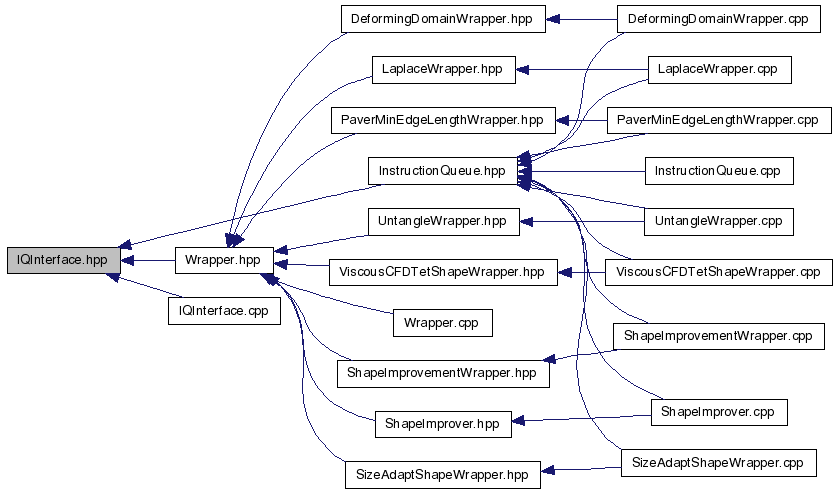 DeformingDomainWrapper.hpp
DeformingDomainWrapper.cpp
LaplaceWrapper.hpp
LaplaceWrapper.cpp
PaverMinEdgeLengthWrapper.hpp
PaverMinEdgeLengthWrapper.cpp
InstructionQueue.hpp
InstructionQueue.cpp
UntangleWrapper.hpp
UntangleWrapper.cpp
IQInterface.hpp
Wrapper.hpp
ViscousCFDTetShapeWrapper.hpp
ViscousCFDTetShapeWrapper.cpp
IQInterface.cpp
Wrapper.cpp
ShapeImprovementWrapper.cpp
ShapeImprovementWrapper.hpp
ShapeImprover.cpp
ShapeImprover.hpp
SizeAdaptShapeWrapper.cpp
SizeAdaptShapeWrapper.hpp